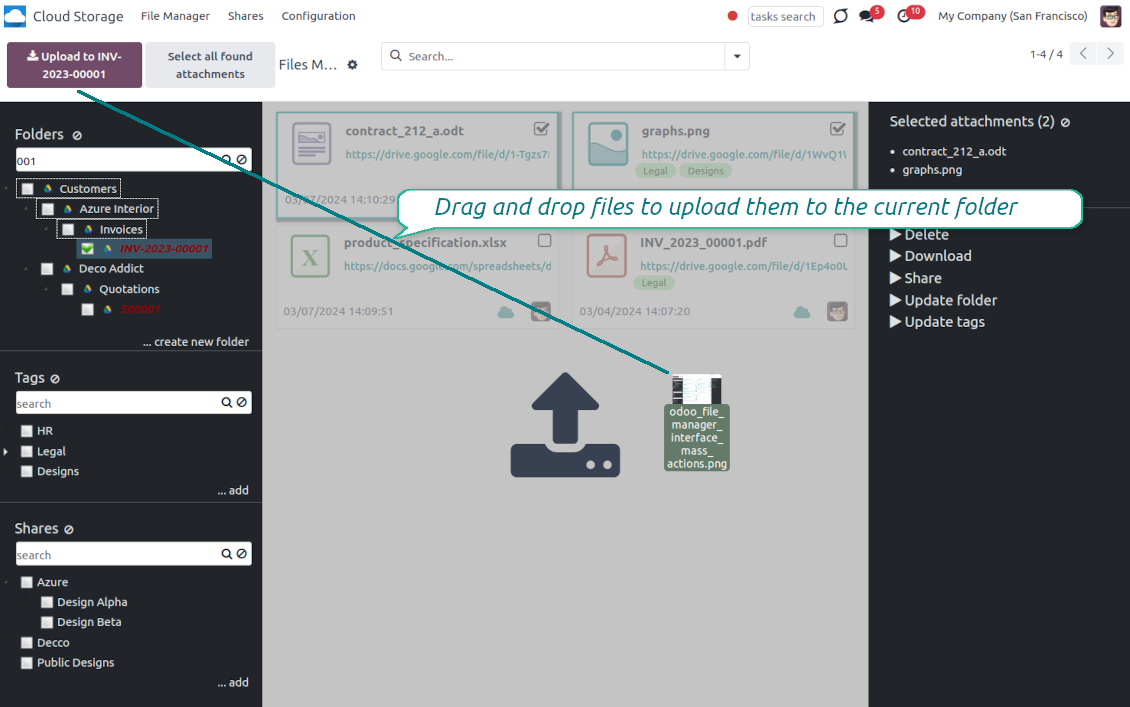 Cloud Storage File Manager Shares Configuration tasks search 5 10 My Company (San Francisco)
Upload to INV-
2023-00001
Select all found
attachments
Files M... Search... 1-4 / 4
Folders
001
Customers
Azure Interior
Invoices
INV-2023-00001
Deco Addict
Quotations
S00001
... create new folder
Tags
search
HR
Legal
Designs
... add
Shares
search
Azure
Design Alpha
Design Beta
Decco
Public Designs
... add
contract_212_a.odt
https://drive.google.com/file/d/1-Tgzs7
03/07/2024 14:10:29
graphs.png
https://drive.google.com/file/d/1WvQ1
Legal Designs
Drag and drop files to upload them to the current folder
product_specification.xlsx
https://docs.google.com/spreadsheets/d
03/07/2024 14:09:51
INV_2023_00001.pdf
https://drive.google.com/file/d/1Ep4o0
Legal
03/04/2024 14:07:20
odoo_file_
manager_
interface_
mass_
actions.png
Selected attachments (2)
contract_212_a.odt
graphs.png
Delete
Download
Share
Update folder
Update tags